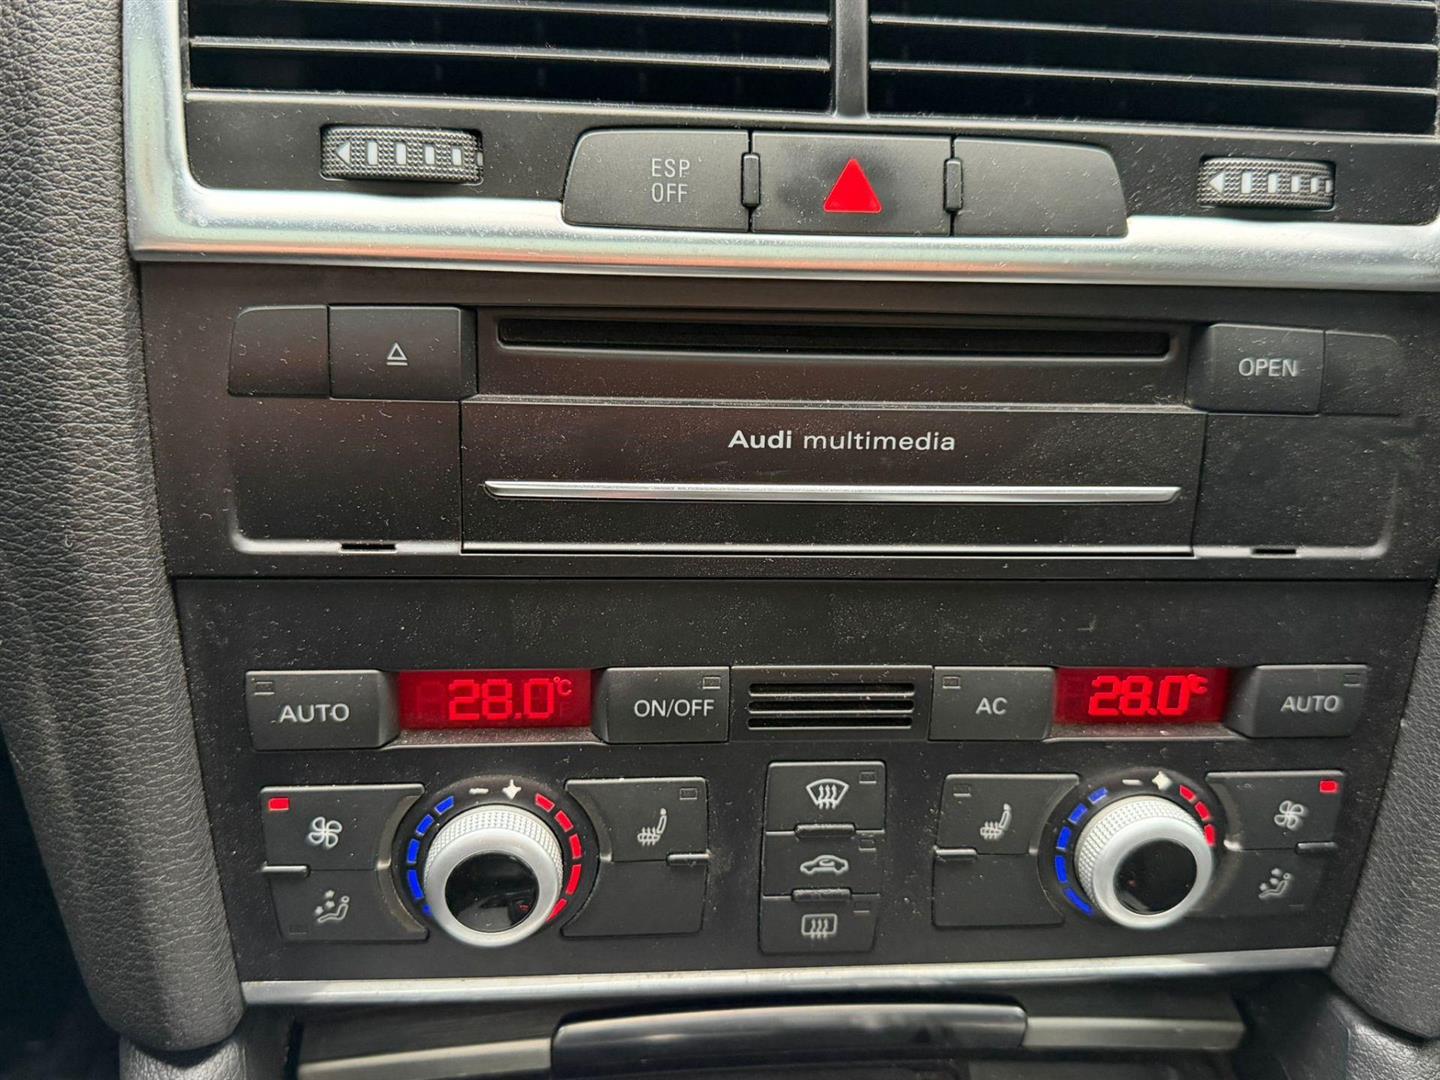 ESP
OFF
OPEN
Audi multimedia
AUTO
28.0°C
ON/OFF
AC
28.0°C
AUTO